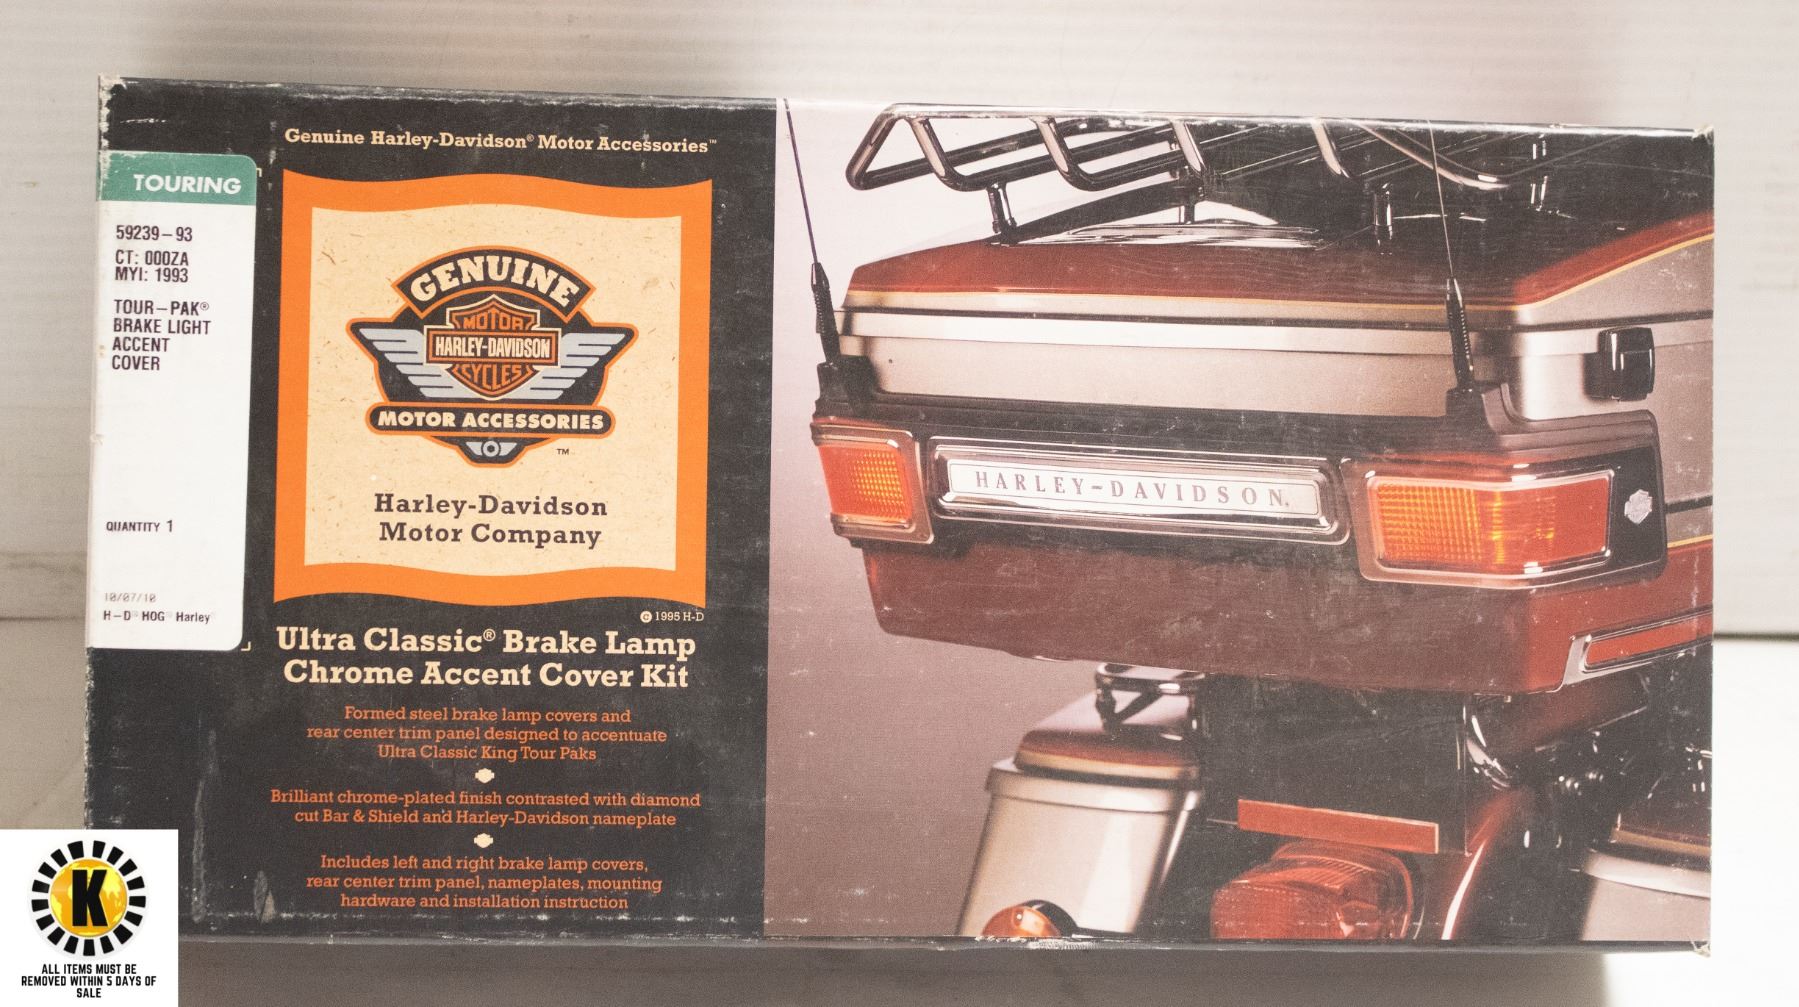 Genuine Harley-Davidson® Motor Accessories™
TOURING
59239-93
CT: 000ZA
MYI: 1993
TOUR-PAK®
BRAKE LIGHT
ACCENT
COVER
QUANTITY 1
10/07/10
H-D® HOG® Harley
GENUINE
MOTOR
HARLEY-DAVIDSON
CYCLES
MOTOR ACCESSORIES
TM
Harley-Davidson
Motor Company
© 1995 H-D
Ultra Classic® Brake Lamp
Chrome Accent Cover Kit
Formed steel brake lamp covers and
rear center trim panel designed to accentuate
Ultra Classic King Tour Paks
Brilliant chrome-plated finish contrasted with diamond
cut Bar & Shield and Harley-Davidson nameplate
Includes left and right brake lamp covers,
rear center trim panel, nameplates, mounting
hardware and installation instruction
HARLEY-DAVIDSON.
K
ALL ITEMS MUST BE
REMOVED WITHIN 5 DAYS OF
SALE